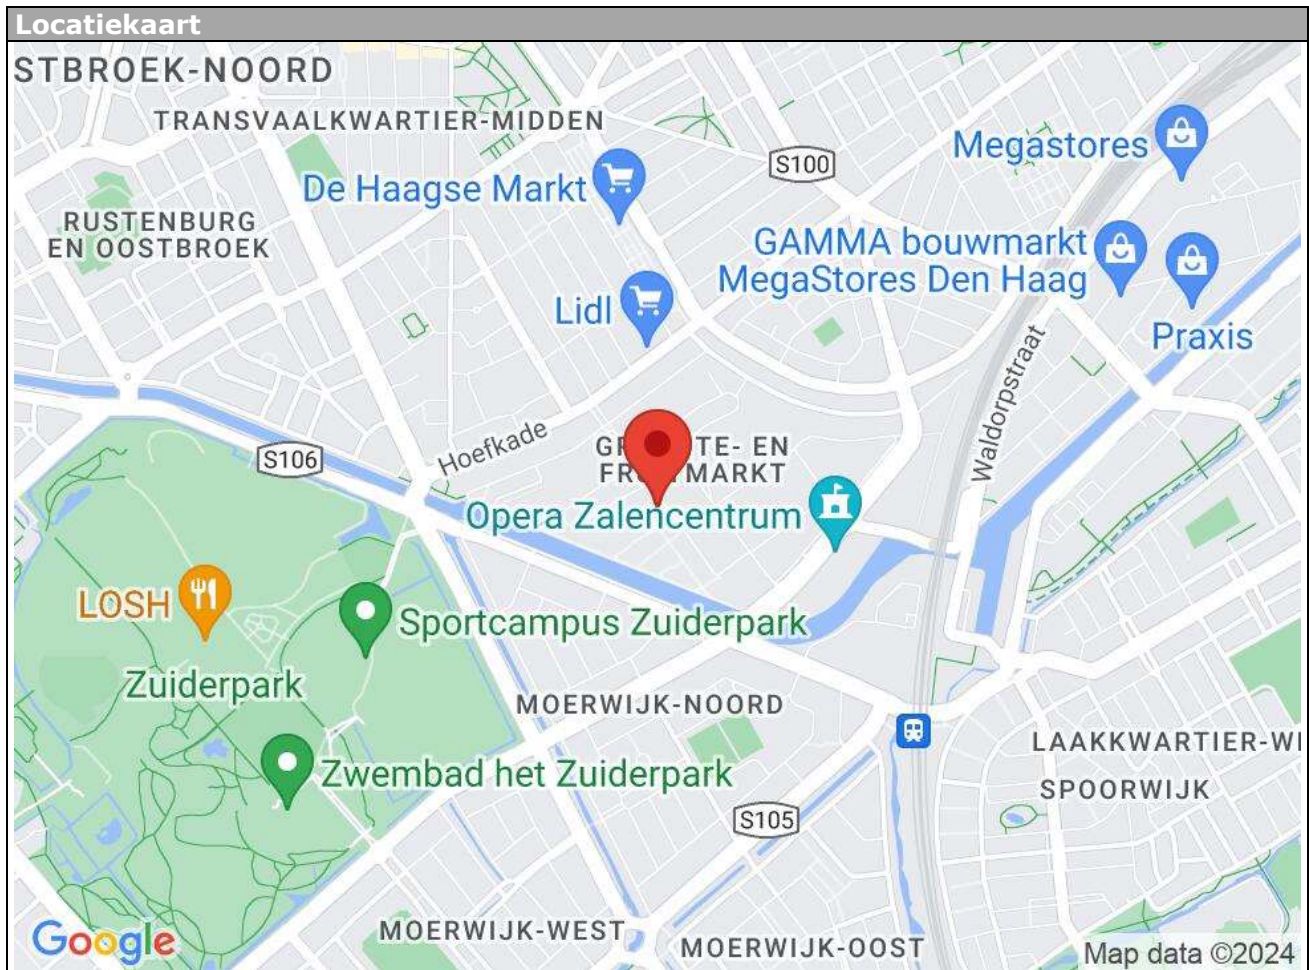 Locatiekaart
STBROEK-NOORD
TRANSVAALKWARTIER-MIDDEN
S100
Megastores
De Haagse Markt
RUSTENBURG
EN OOSTBROEK
GAMMA bouwmarkt
MegaStores Den Haag
Lidl
Praxis
Waldorpstraat
Hoefkade
S106
TE- EN
MARKT
Opera Zalencentrum
LOSH
Sportcampus Zuiderpark
Zuiderpark
MOERWIJK-NOORD
LAAKKWARTIER-WI
Zwembad het Zuiderpark
SPOORWIJK
S105
MOERWIJK-WEST
MOERWIJK-OOST
Google
Map data ©2024